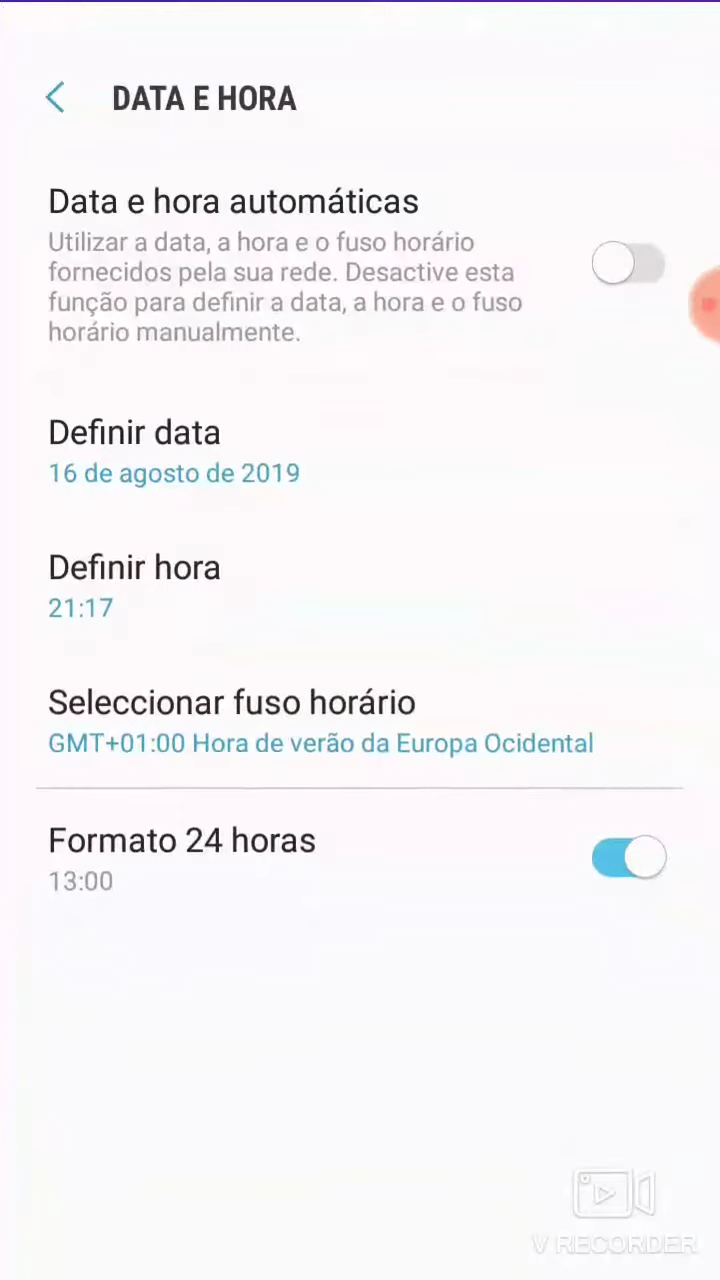 DATA E HORA
Data e hora automáticas
Utilizar a data, a hora e o fuso horário
fornecidos pela sua rede. Desactive esta
função para definir a data, a hora e o fuso
horário manualmente.
Definir data
16 de agosto de 2019
Definir hora
21:17
Seleccionar fuso horário
GMT+01:00 Hora de verão da Europa Ocidental
Formato 24 horas
13:00
V RECORDER